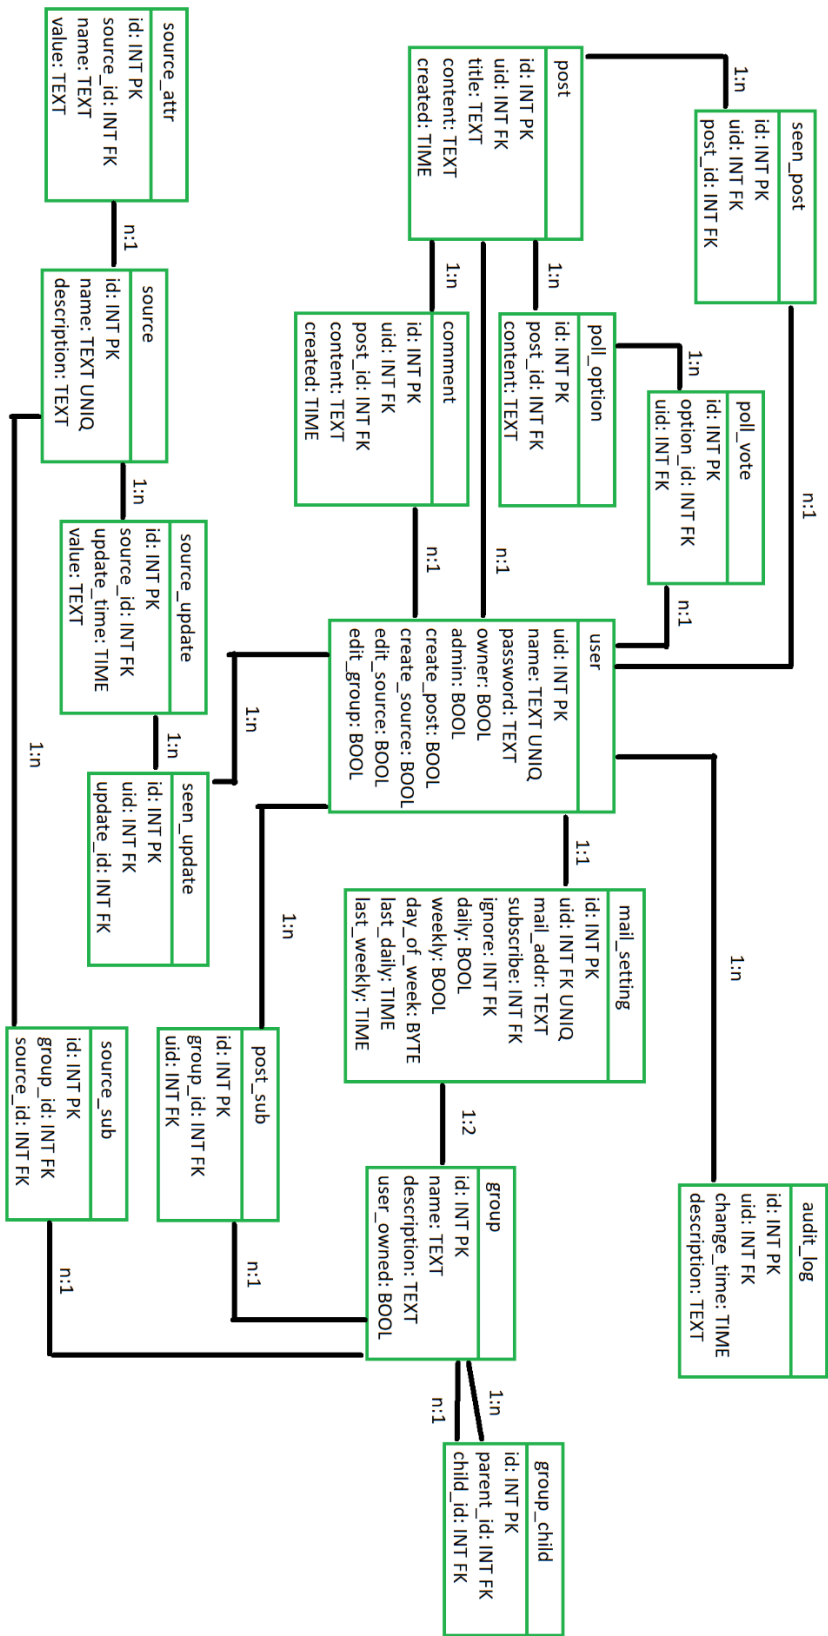 source_attr
id: INT PK
source_id: INT FK
name: TEXT
value: TEXT
n:1
source
id: INT PK
name: TEXT UNIQ
description: TEXT
1:n
source_update
id: INT PK
source_id: INT FK
update_time: TIME
value: TEXT
1:n
seen_update
id: INT PK
uid: INT FK
update_id: INT FK
1:n
source_sub
id: INT PK
group_id: INT FK
source_id: INT FK
n:1
post
id: INT PK
uid: INT FK
title: TEXT
content: TEXT
created: TIME
1:n
seen_post
id: INT PK
uid: INT FK
post_id: INT FK
n:1
1:n
poll_option
id: INT PK
post_id: INT FK
content: TEXT
1:n
poll_vote
id: INT PK
option_id: INT FK
uid: INT FK
n:1
1:n
comment
id: INT PK
uid: INT FK
post_id: INT FK
content: TEXT
created: TIME
n:1
n:1
user
uid: INT PK
name: TEXT UNIQ
password: TEXT
owner: BOOL
admin: BOOL
create_post: BOOL
create_source: BOOL
edit_source: BOOL
edit_group: BOOL
1:n
1:n
post_sub
id: INT PK
group_id: INT FK
uid: INT FK
n:1
1:1
mail_setting
id: INT PK
uid: INT FK UNIQ
mail_addr: TEXT
subscribe: INT FK
ignore: INT FK
daily: BOOL
weekly: BOOL
day_of_week: BYTE
last_daily: TIME
last_weekly: TIME
1:2
group
id: INT PK
name: TEXT
description: TEXT
user_owned: BOOL
1:n
n:1
group_child
id: INT PK
parent_id: INT FK
child_id: INT FK
1:n
audit_log
id: INT PK
uid: INT FK
change_time: TIME
description: TEXT